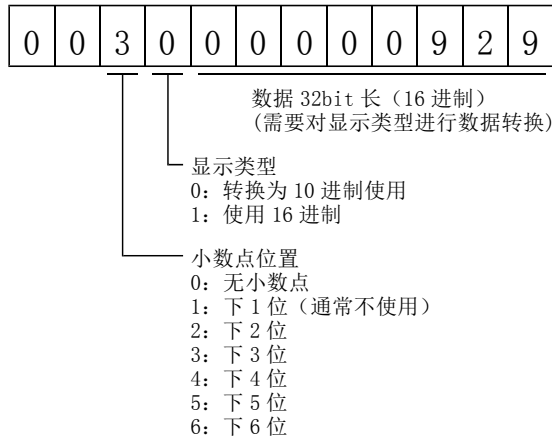 0 0 3 0 0 0 0 0 0 9 2 9
数据 32bit 长（16 进制）
(需要对显示类型进行数据转换)
显示类型
0：转换为 10 进制使用
1：使用 16 进制
小数点位置
0：无小数点
1：下 1 位（通常不使用）
2：下 2 位
3：下 3 位
4：下 4 位
5：下 5 位
6：下 6 位